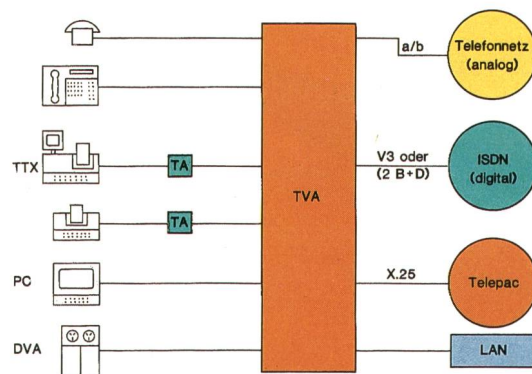 a/b
Telefonnetz
(analog)
TTX
TA
TVA
V3 oder
(2 B+D)
ISDN
(digital)
TA
PC
X.25
Telepac
DVA
LAN